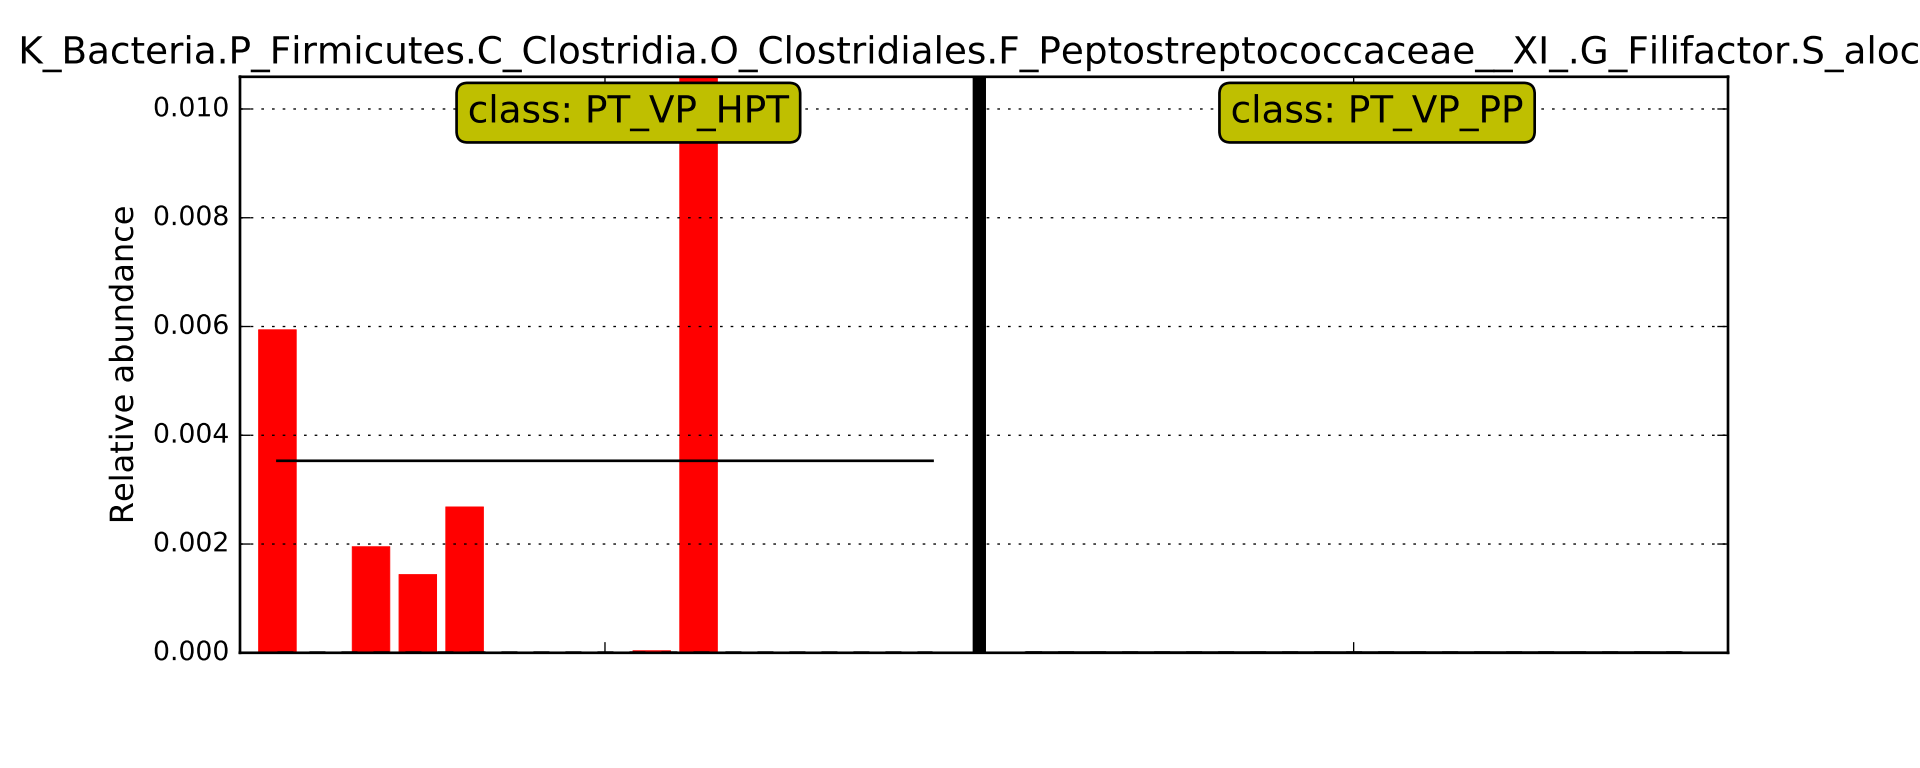 K_Bacteria.P_Firmicutes.C_Clostridia.O_Clostridiales.F_Peptostreptococcaceae__XI_.G_Filifactor.S_aloc
class: PT_VP_HPT
class: PT_VP_PP
Relative abundance
0.010
0.008
0.006
0.004
0.002
0.000